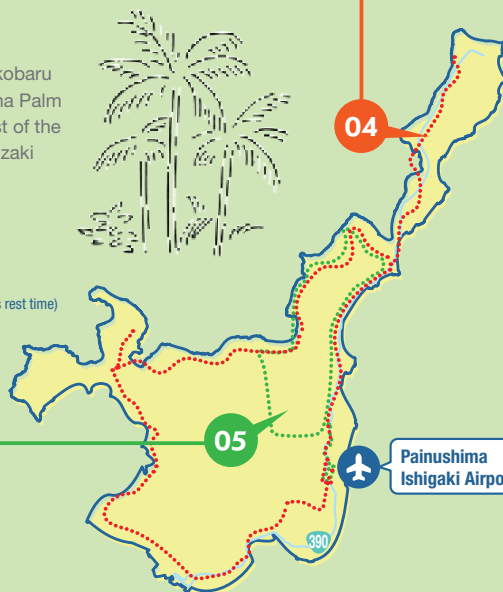 kobaru
na Palm
st of the
zaki
s rest time)
04
05
Painushima
Ishigaki Airpo
390